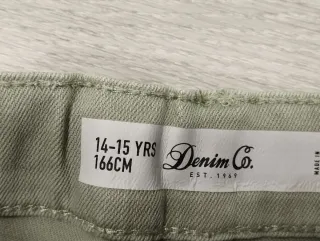 14-15 YRS
166CM
Denim Co.
EST. 1969
MADE IN